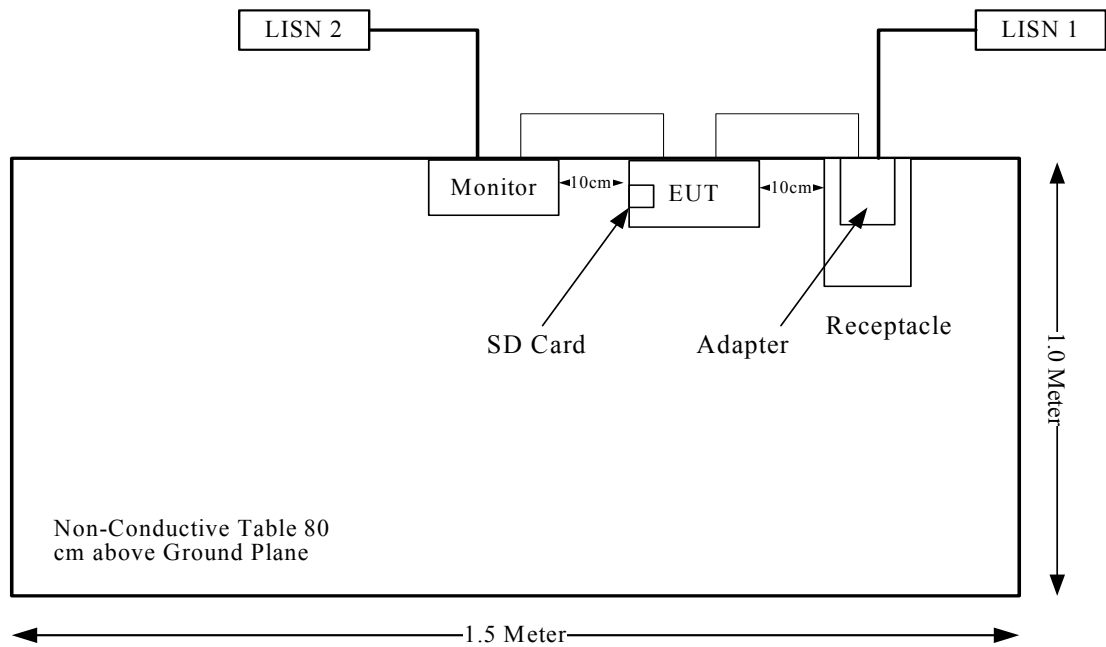 LISN 2
LISN 1
Monitor
10cm
EUT
10cm
SD Card
Adapter
Receptacle
1.0 Meter
Non-Conductive Table 80
cm above Ground Plane
1.5 Meter